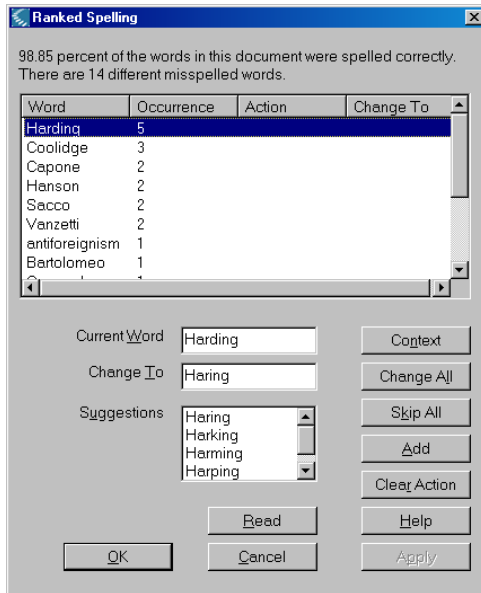 Ranked Spelling
98.85 percent of the words in this document were spelled correctly.
There are 14 different misspelled words.
Word Occurrence Action Change To
Harding 5
Coolidge 3
Capone 2
Hanson 2
Sacco 2
Vanzetti 2
antiforeignism 1
Bartolomeo 1
Current Word Harding Context
Change To Haring Change All
Suggestions Haring Skip All
Harking
Harming Add
Harping
Clear Action
Read Help
OK Cancel Apply